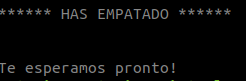 ****** HAS EMPATADO ******
Te esperamos pronto!